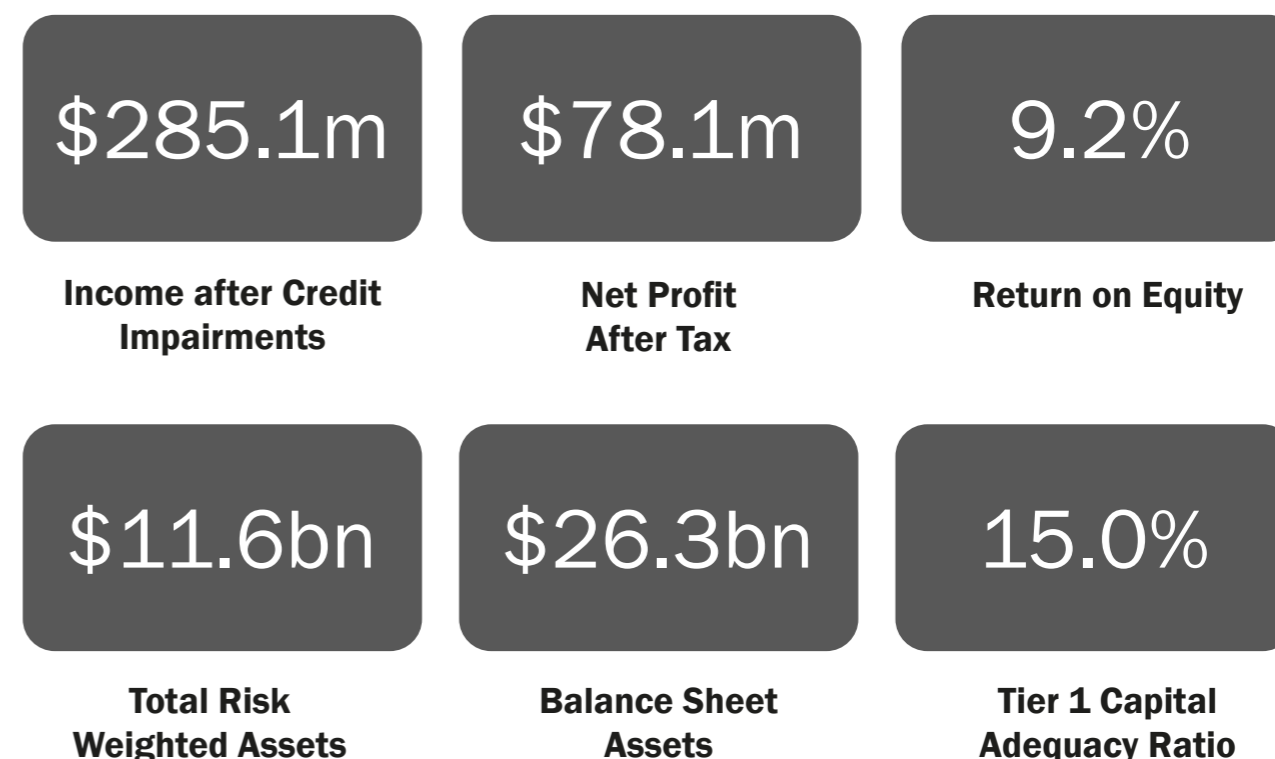 $285.1m
$78.1m
9.2%
Income after Credit
Impairments
Net Profit
After Tax
Return on Equity
$11.6bn
$26.3bn
15.0%
Total Risk
Weighted Assets
Balance Sheet
Assets
Tier 1 Capital
Adequacy Ratio